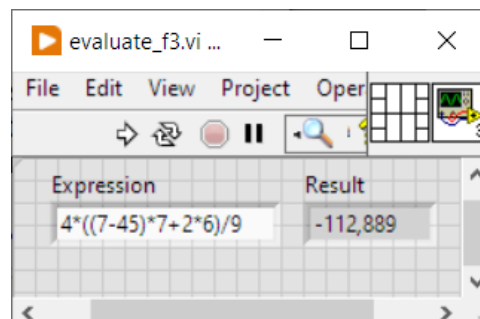 evaluate_f3.vi ...
File Edit View Project Oper
Expression Result
4*((7-45)*7+2*6)/9 -112,889